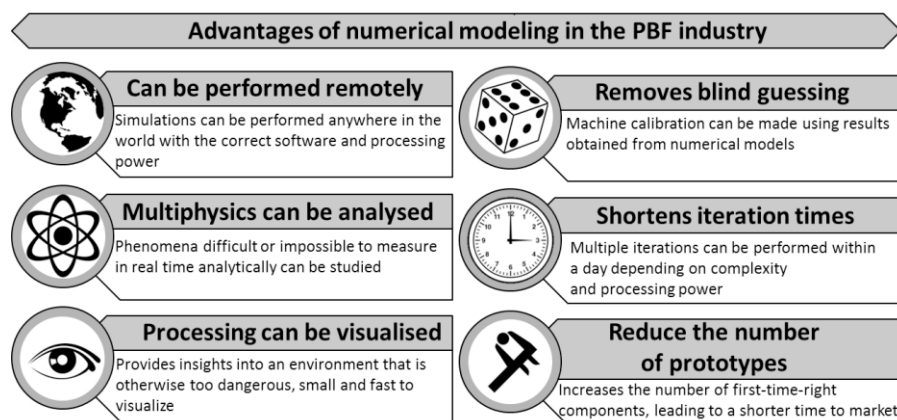 Advantages of numerical modeling in the PBF industry
Can be performed remotely
Simulations can be performed anywhere in the
world with the correct software and processing
power
Removes blind guessing
Machine calibration can be made using results
obtained from numerical models
Multiphysics can be analysed
Phenomena difficult or impossible to measure
in real time analytically can be studied
Shortens iteration times
Multiple iterations can be performed within
a day depending on complexity
and processing power
Processing can be visualised
Provides insights into an environment that is
otherwise too dangerous, small and fast to
visualize
Reduce the number
of prototypes
Increases the number of first-time-right
components, leading to a shorter time to market